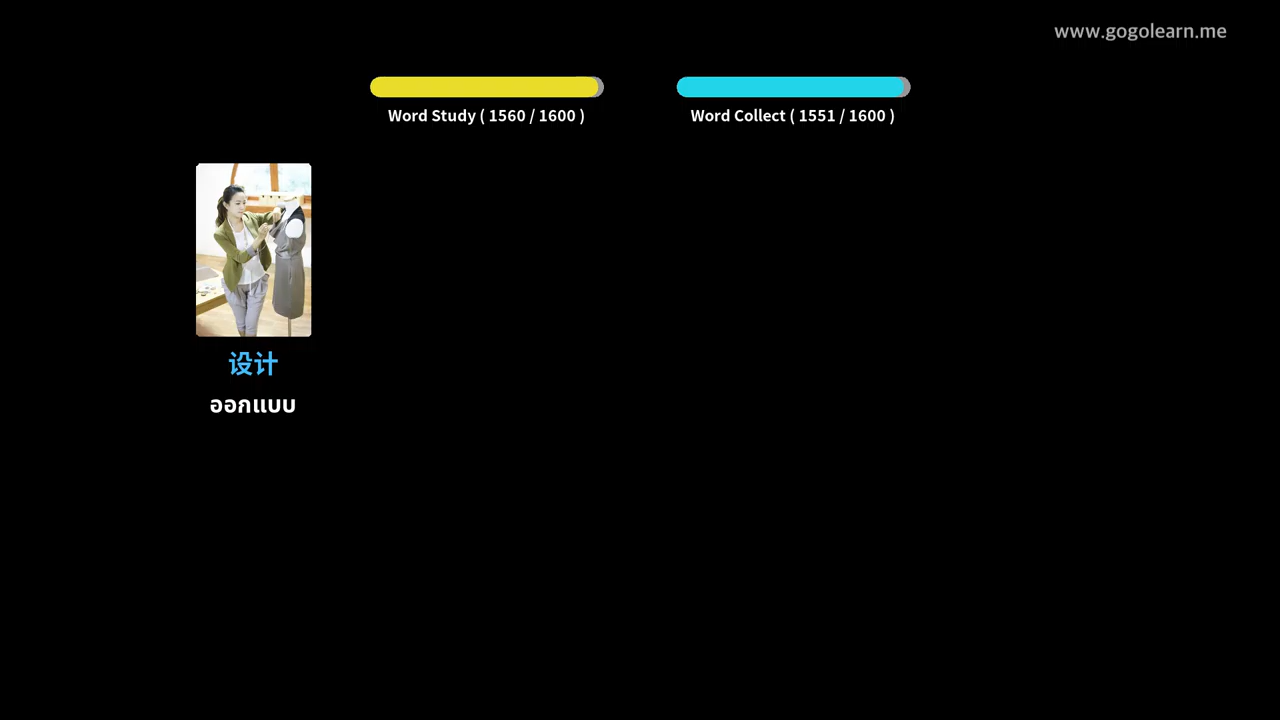 www.gogolearn.me
Word Study ( 1560 / 1600 )
Word Collect ( 1551 / 1600 )
设计
ออกแบบ